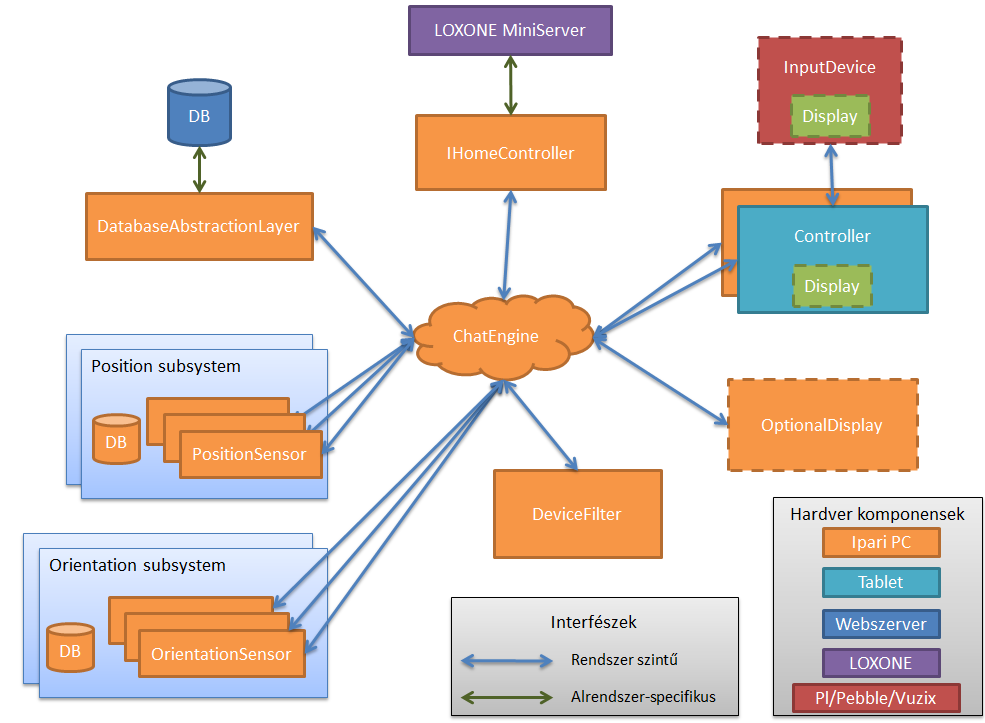 LOXONE MiniServer
InputDevice
Display
DB
IHomeController
DatabaseAbstractionLayer
Controller
Display
ChatEngine
Position subsystem
DB
PositionSensor
OptionalDisplay
DeviceFilter
Orientation subsystem
DB
OrientationSensor
Interfészek
Rendszer szintű
Alrendszer-specifikus
Hardver komponensek
Ipari PC
Tablet
Webszerver
LOXONE
Pl/Pebble/Vuzix